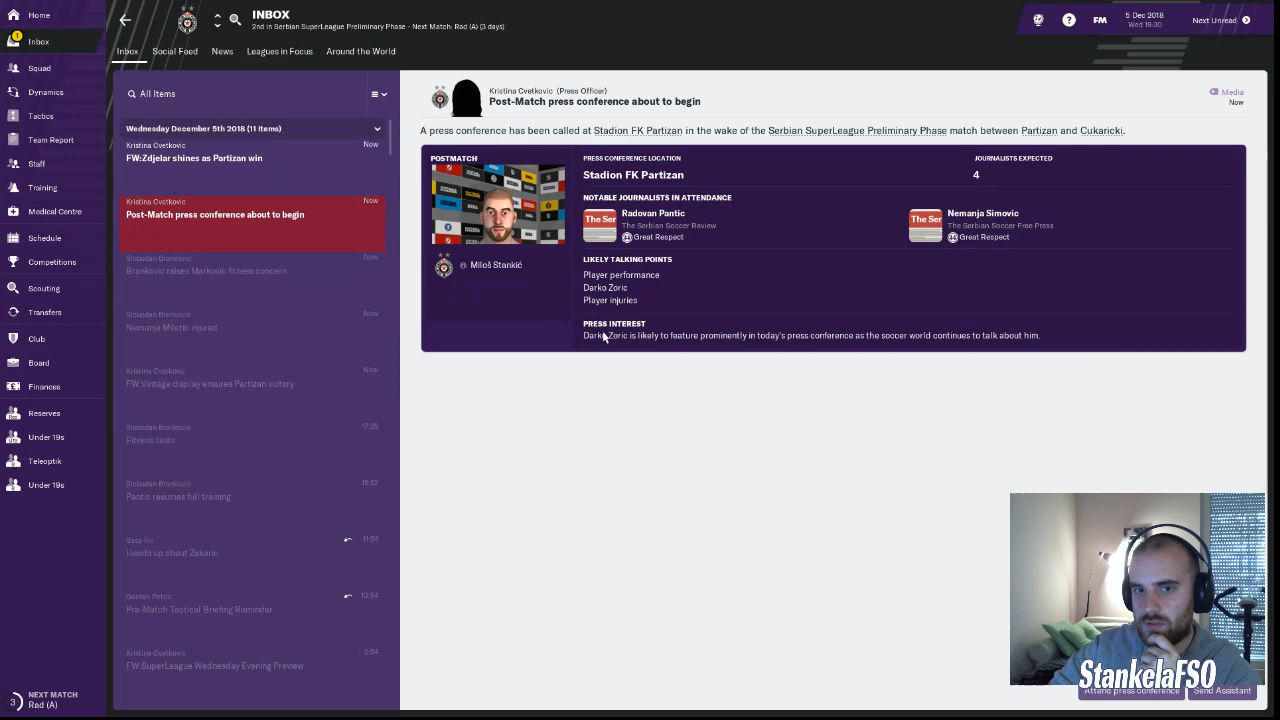 Home
INBOX
2nd in Serbian SuperLeague Preliminary Phase - Next Match: Rad (A) (3 days)
FM
5 Dec 2018
Wed 19:30
Next Unread
1
Inbox
Inbox
Social Feed
News
Leagues in Focus
Around the World
Squad
Dynamics
Tactics
Team Report
Staff
Training
Medical Centre
Schedule
Competitions
Scouting
Transfers
Club
Board
Finances
Reserves
Under 19s
Teleoptik
Under 19s
3
NEXT MATCH
Rad (A)
All Items
Wednesday December 5th 2018 (11 items)
Kristina Cvetkovic Now
FW:Zdjelar shines as Partizan win
Kristina Cvetkovic Now
Post-Match press conference about to begin
Slobodan Brankovic Now
Brankovic raises Markovic fitness concern
Slobodan Brankovic Now
Nemanja Miletic injured
Kristina Cvetkovic Now
FW:Vintage display ensures Partizan victory
Slobodan Brankovic 17:29
Fitness tests
Slobodan Brankovic 15:52
Pantic resumes full training
Sasa Ilic 11:54
Heads up about Zakaric
Gordan Petric 10:54
Pre-Match Tactical Briefing Reminder
Kristina Cvetkovic 8:54
FW:SuperLeague Wednesday Evening Preview
Kristina Cvetkovic (Press Officer)
Post-Match press conference about to begin
Media
Now
A press conference has been called at Stadion FK Partizan in the wake of the Serbian SuperLeague Preliminary Phase match between Partizan and Cukaricki.
POSTMATCH
Miloš Stankić
PRESS CONFERENCE LOCATION
Stadion FK Partizan
JOURNALISTS EXPECTED
4
NOTABLE JOURNALISTS IN ATTENDANCE
The Ser
Radovan Pantic
The Serbian Soccer Review
Great Respect
The Ser
Nemanja Simovic
The Serbian Soccer Free Press
Great Respect
LIKELY TALKING POINTS
Player performance
Darko Zoric
Player injuries
PRESS INTEREST
Darko Zoric is likely to feature prominently in today's press conference as the soccer world continues to talk about him.
StankelaFSO
Attend press conference
Send Assistant